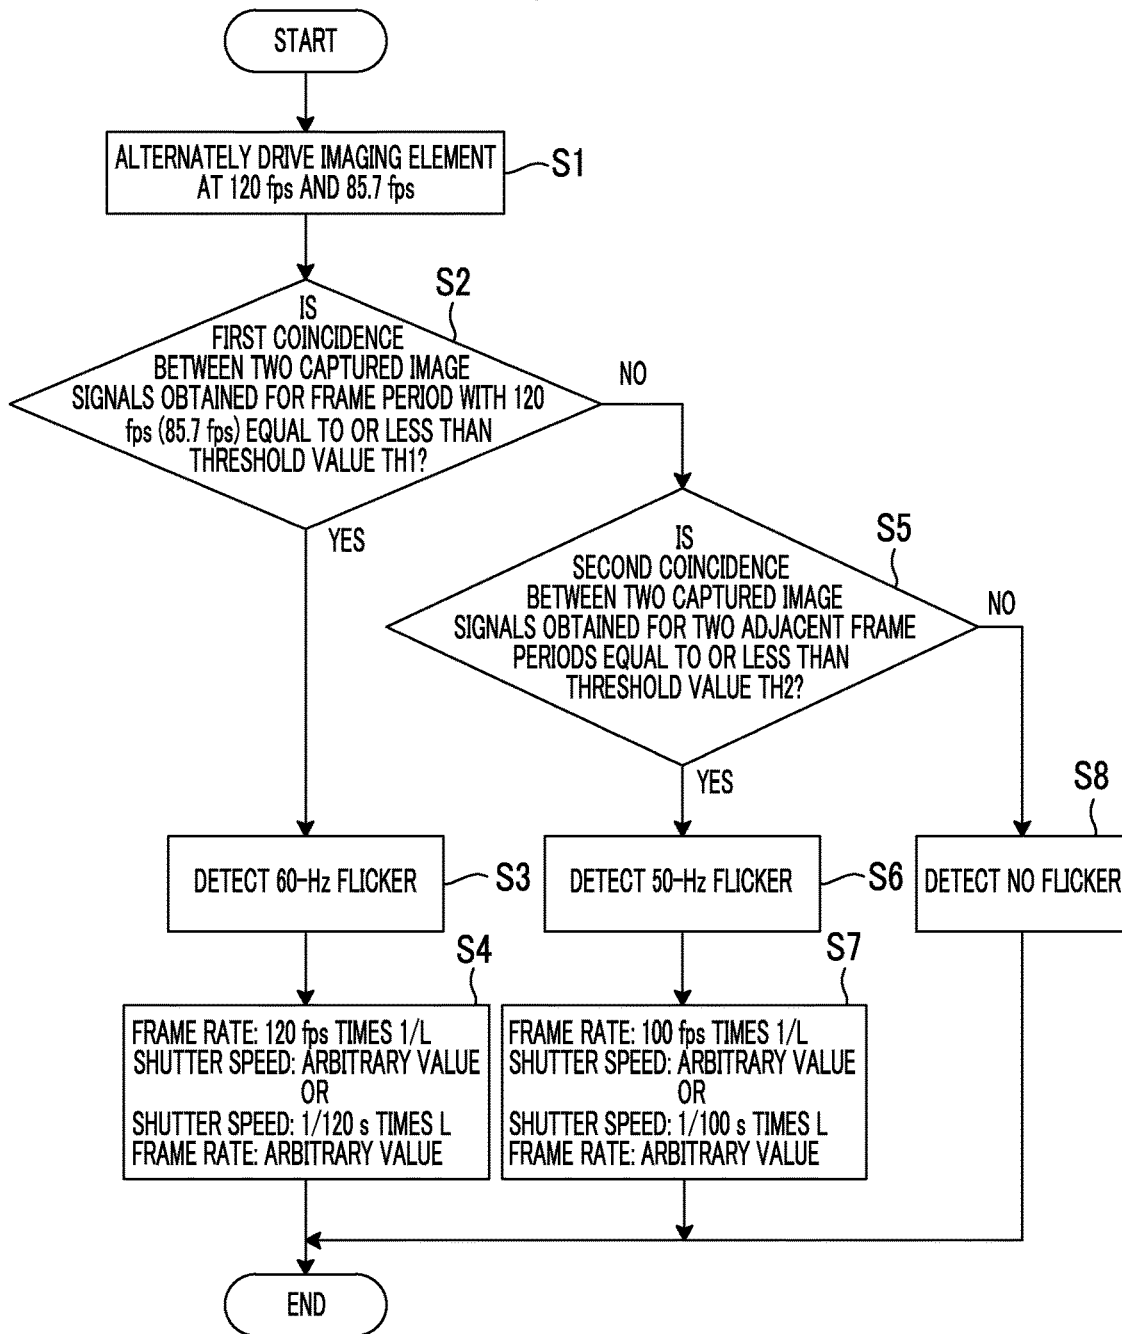 START
ALTERNATELY DRIVE IMAGING ELEMENT
AT 120 fps AND 85.7 fps
S1
S2
IS
FIRST COINCIDENCE
BETWEEN TWO CAPTURED IMAGE
SIGNALS OBTAINED FOR FRAME PERIOD WITH 120
fps (85.7 fps) EQUAL TO OR LESS THAN
THRESHOLD VALUE TH1?
NO
YES
S5
IS
SECOND COINCIDENCE
BETWEEN TWO CAPTURED IMAGE
SIGNALS OBTAINED FOR TWO ADJACENT FRAME
PERIODS EQUAL TO OR LESS THAN
THRESHOLD VALUE TH2?
NO
YES
S8
DETECT 60-Hz FLICKER
S3
DETECT 50-Hz FLICKER
S6
DETECT NO FLICKER
S4
FRAME RATE: 120 fps TIMES 1/L
SHUTTER SPEED: ARBITRARY VALUE
OR
SHUTTER SPEED: 1/120 s TIMES L
FRAME RATE: ARBITRARY VALUE
S7
FRAME RATE: 100 fps TIMES 1/L
SHUTTER SPEED: ARBITRARY VALUE
OR
SHUTTER SPEED: 1/100 s TIMES L
FRAME RATE: ARBITRARY VALUE
END